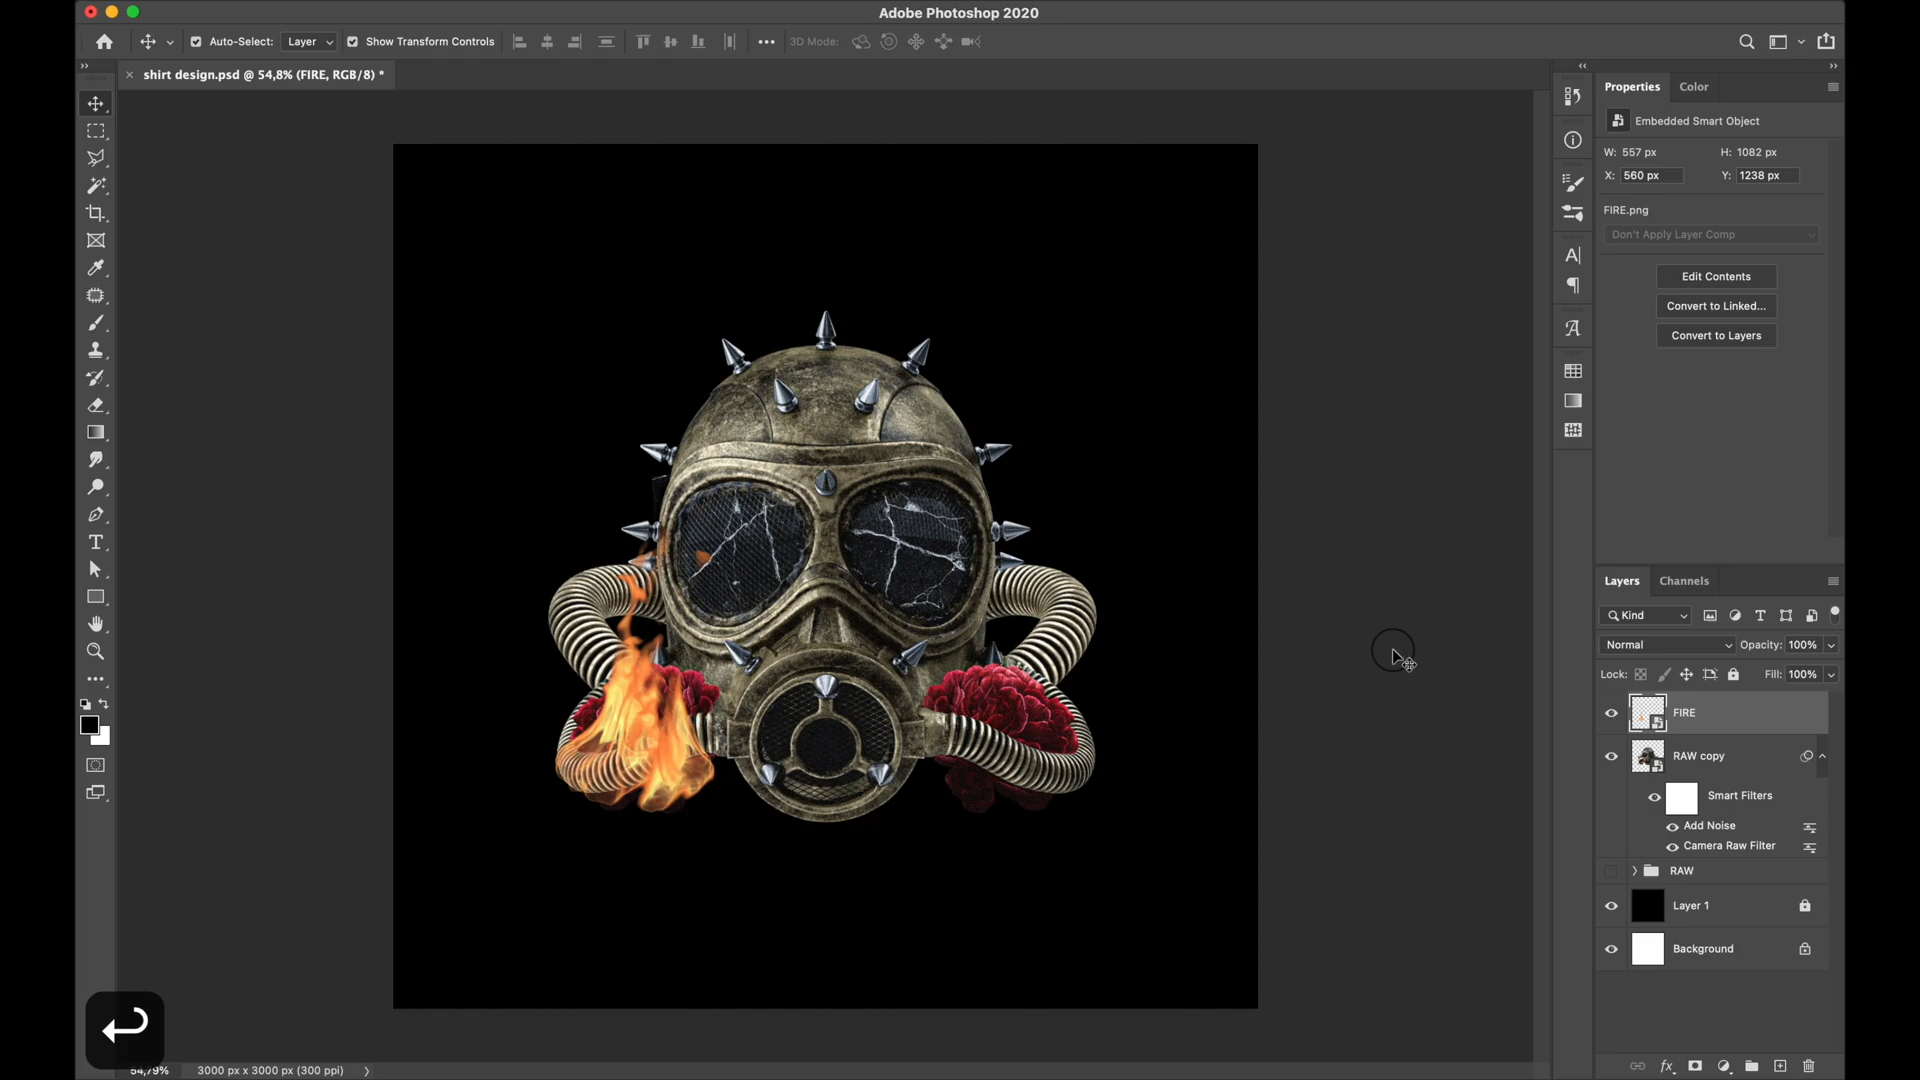 Adobe Photoshop 2020
Auto-Select: Layer Show Transform Controls 3D Mode:
shirt design.psd @ 54,8% (FIRE, RGB/8) *
Properties Color
Embedded Smart Object
W: 557 px H: 1082 px
X: 560 px Y: 1238 px
FIRE.png
Don't Apply Layer Comp
Edit Contents
Convert to Linked...
Convert to Layers
Layers Channels
Kind
Normal Opacity: 100%
Lock: Fill: 100%
FIRE
RAW copy
Smart Filters
Add Noise
Camera Raw Filter
RAW
Layer 1
Background
54,79% 3000 px x 3000 px (300 ppi)